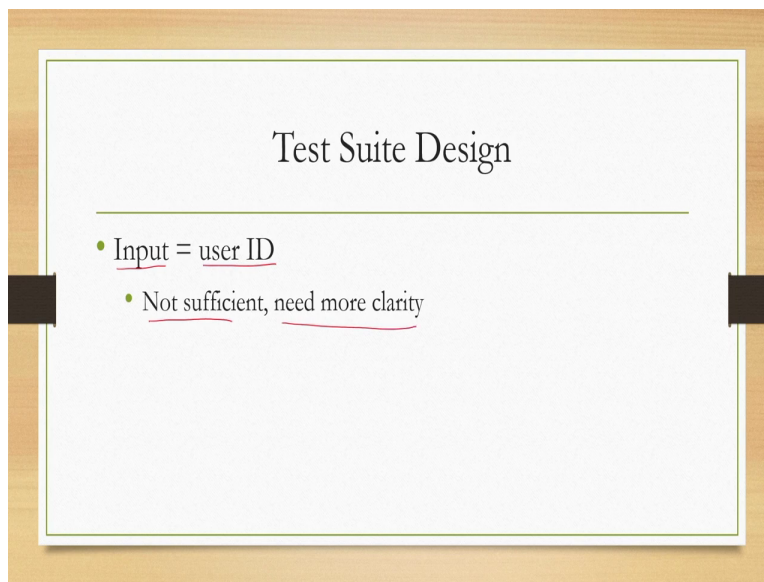 Test Suite Design
• Input = user ID
• Not sufficient, need more clarity